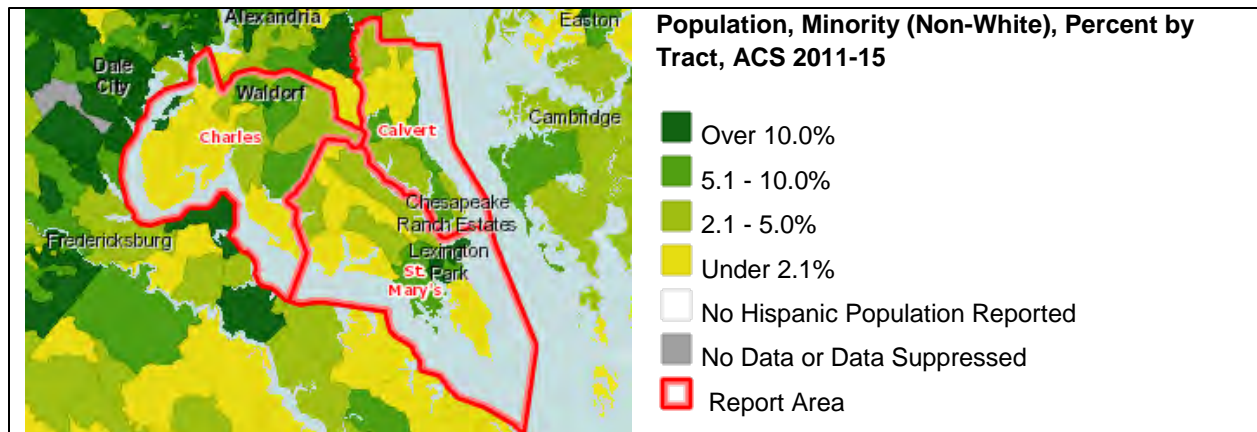 Alexandria
Easton
Dale
City
Waldorf
Charles
Calvert
Cambridge
Chesapeake
Ranch Estates
Fredericksburg
Lexington
Park
St.
Mary's
Population, Minority (Non-White), Percent by
Tract, ACS 2011-15
Over 10.0%
5.1 - 10.0%
2.1 - 5.0%
Under 2.1%
No Hispanic Population Reported
No Data or Data Suppressed
Report Area